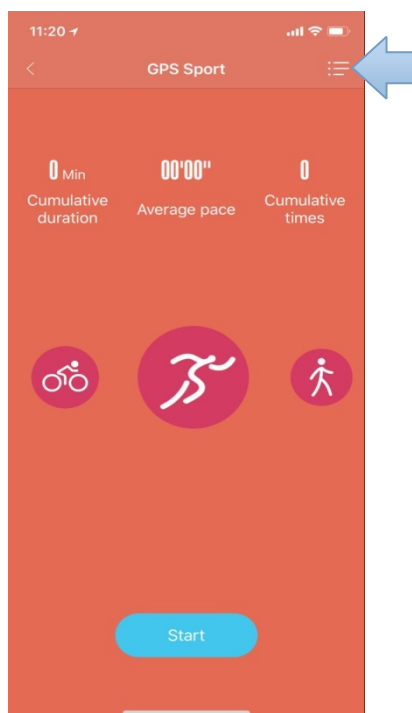 11:20
GPS Sport
0 Min
00'00"
0
Cumulative
duration
Average pace
Cumulative
times
Start